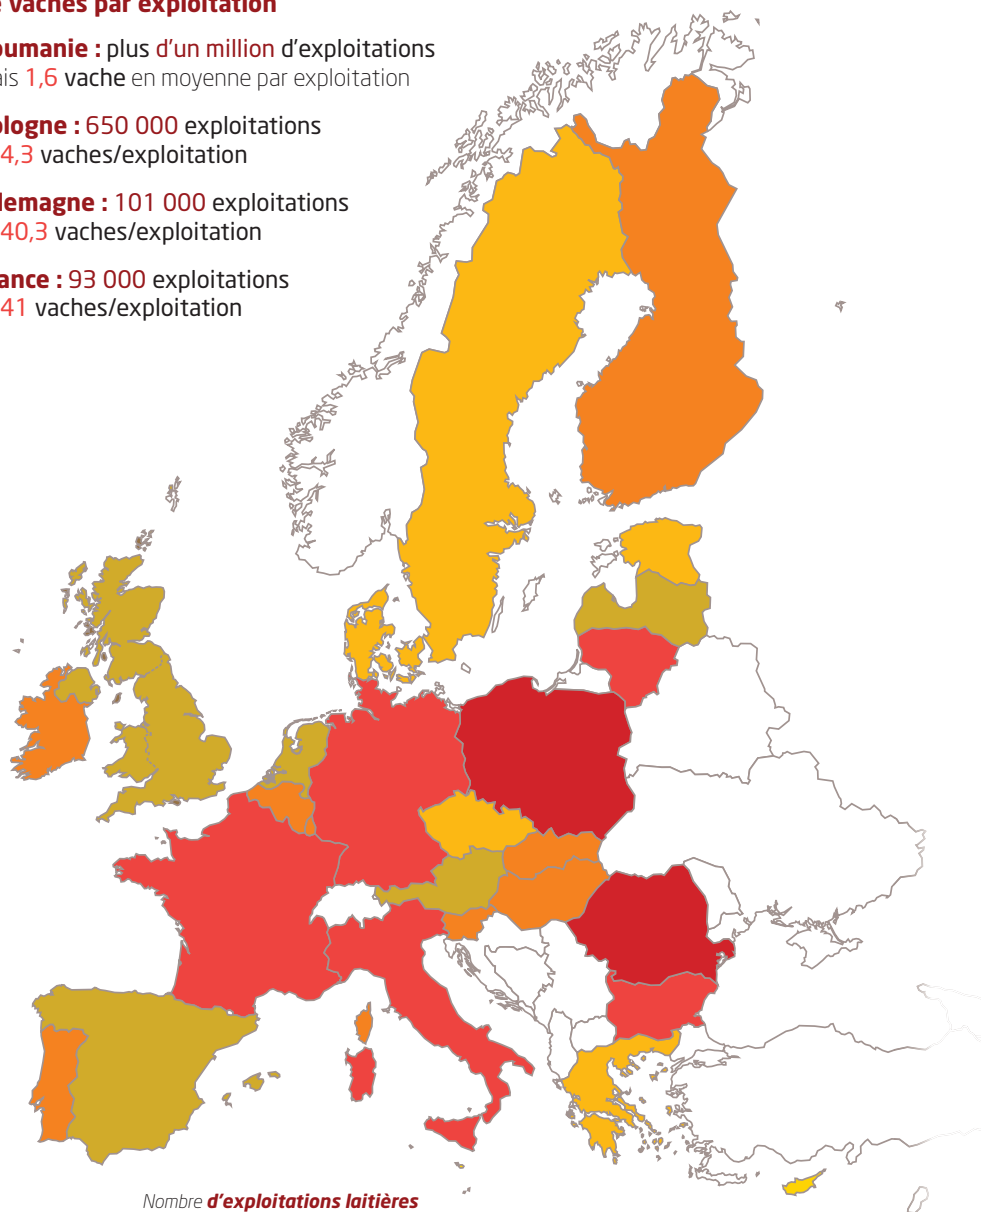 vaches par exploitation
oumanie : plus d'un million d'exploitations
ais 1,6 vache en moyenne par exploitation
ologne : 650 000 exploitations
4,3 vaches/exploitation
lemagne : 101 000 exploitations
40,3 vaches/exploitation
ance : 93 000 exploitations
41 vaches/exploitation
Nombre d'exploitations laitières